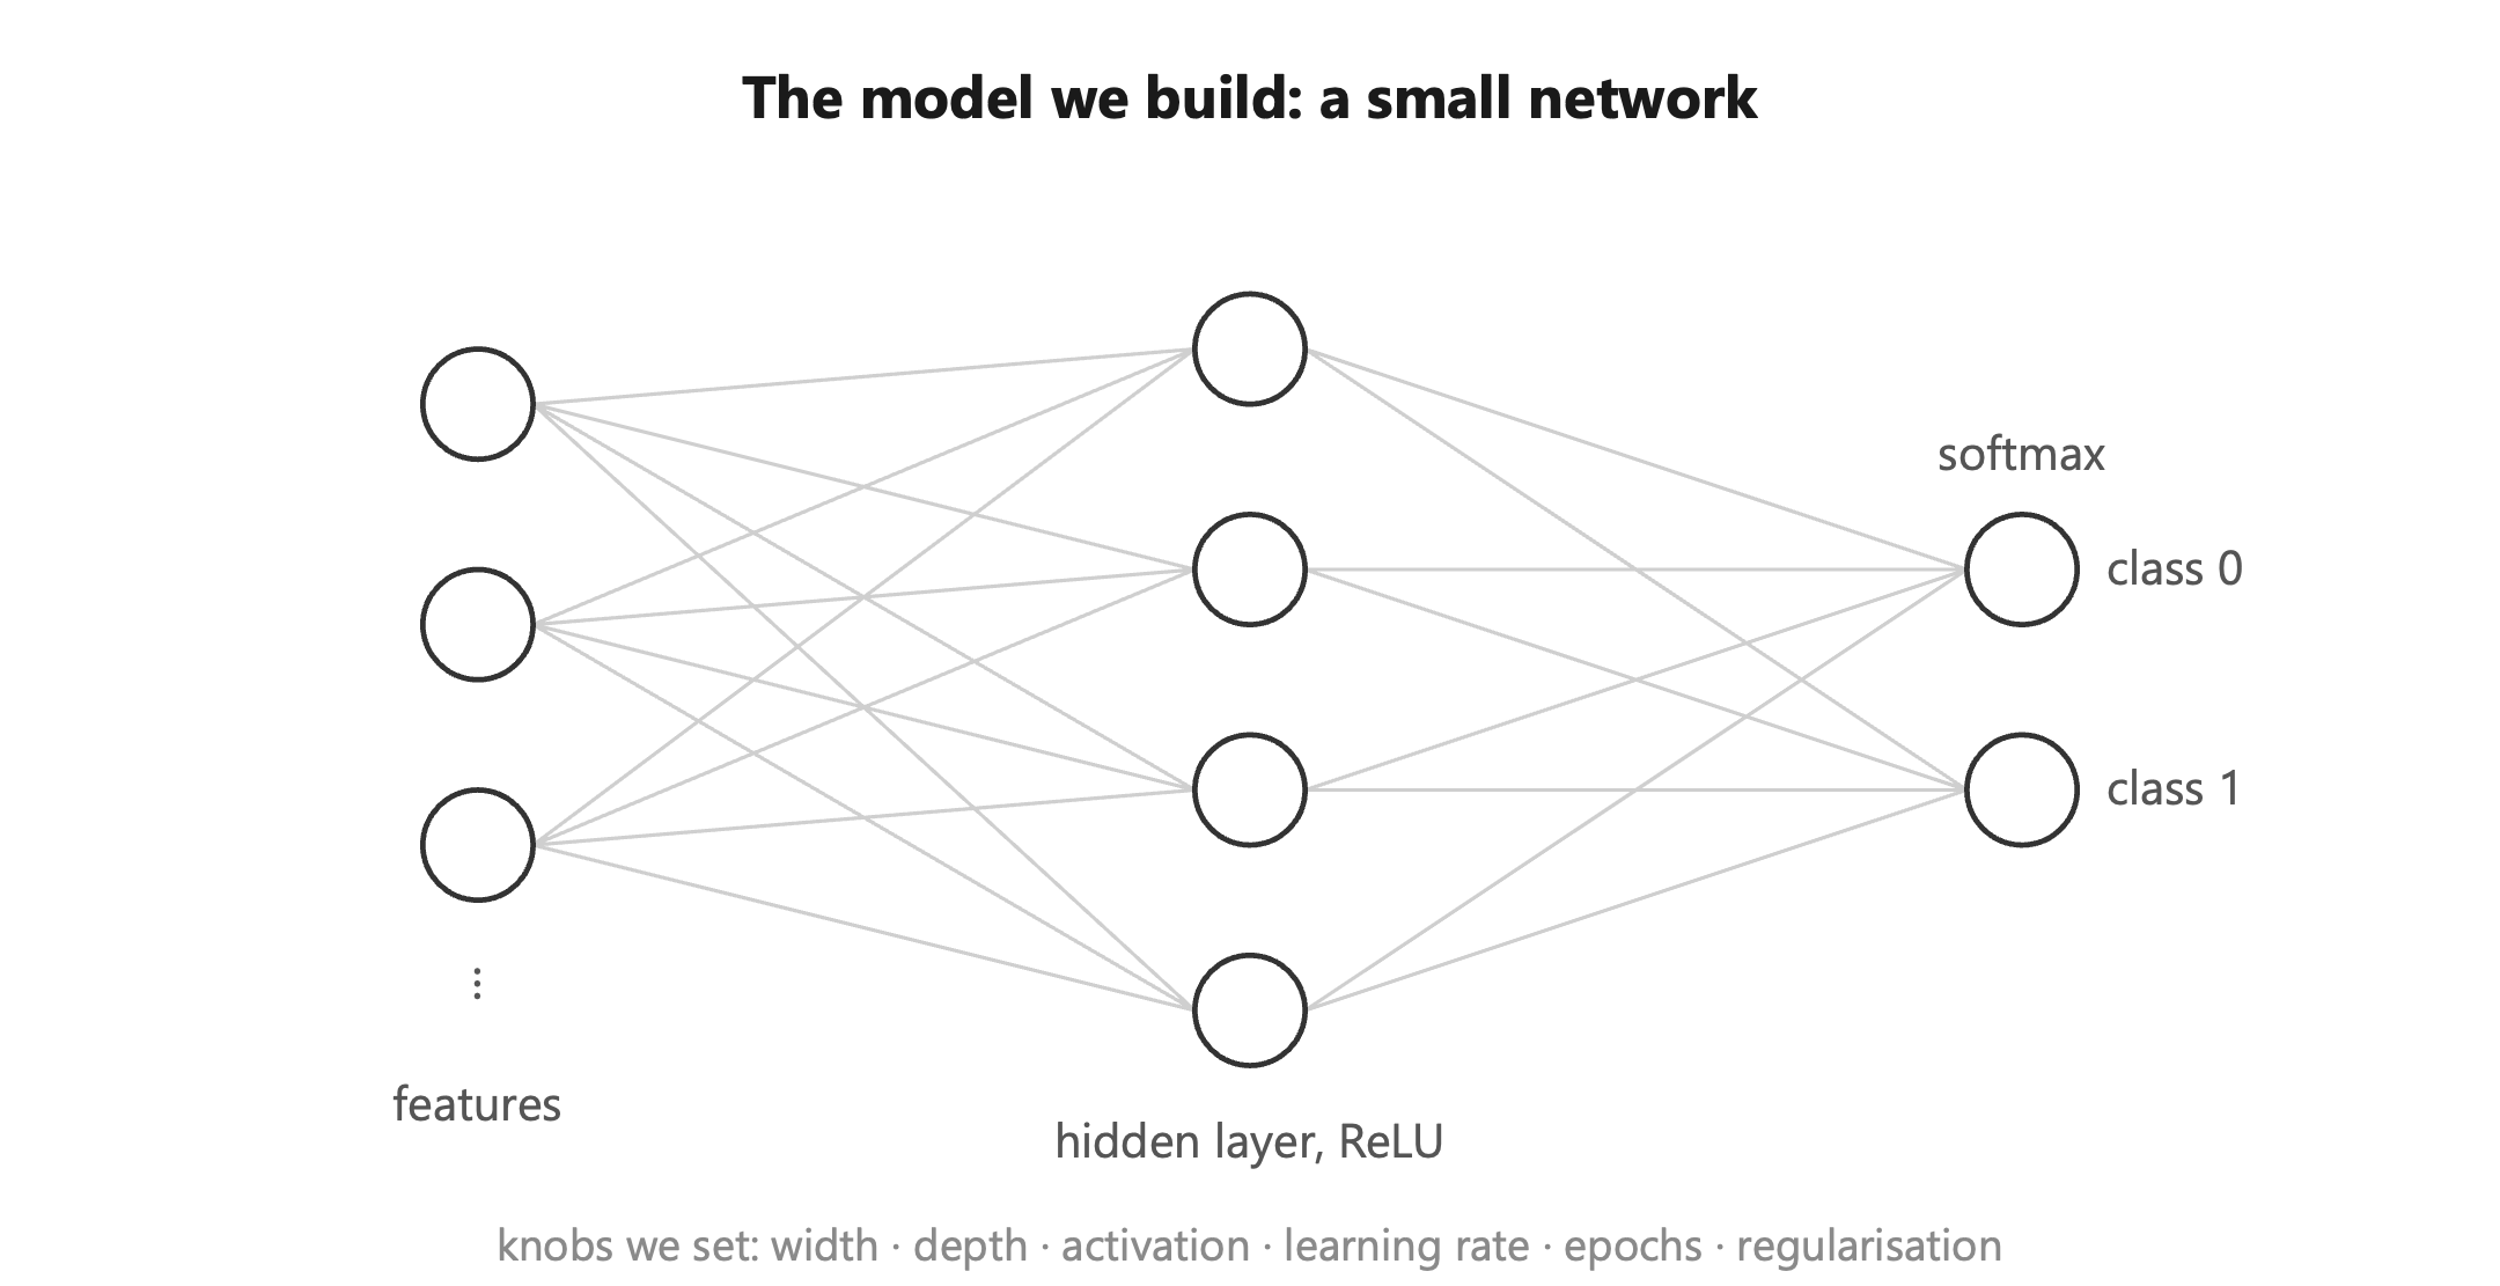 The model we build: a small network
softmax
class 0
class 1
⋮
features
hidden layer, ReLU
knobs we set: width · depth · activation · learning rate · epochs · regularisation